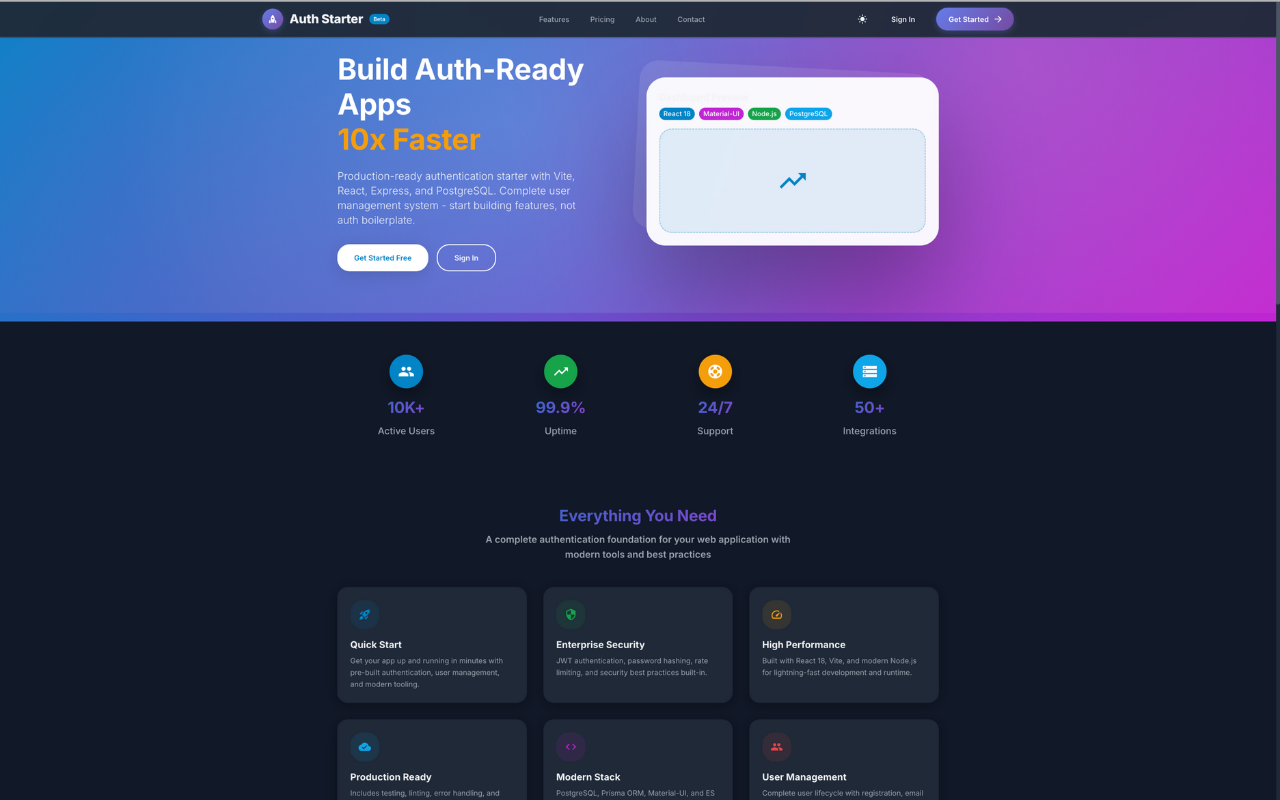 Auth Starter Beta Features Pricing About Contact Sign In Get Started
Build Auth-Ready
Apps
10x Faster
Production-ready authentication starter with Vite,
React, Express, and PostgreSQL. Complete user
management system - start building features, not
auth boilerplate.
Get Started Free Sign In
React 18 Material-UI Node.js PostgreSQL
10K+ 99.9% 24/7 50+
Active Users Uptime Support Integrations
Everything You Need
A complete authentication foundation for your web application with
modern tools and best practices
Quick Start
Get your app up and running in minutes with
pre-built authentication, user management,
and modern tooling.
Enterprise Security
JWT authentication, password hashing, rate
limiting, and security best practices built-in.
High Performance
Built with React 18, Vite, and modern Node.js
for lightning-fast development and runtime.
Production Ready
Includes testing, linting, error handling, and
Modern Stack
PostgreSQL, Prisma ORM, Material-UI, and ES
User Management
Complete user lifecycle with registration, email